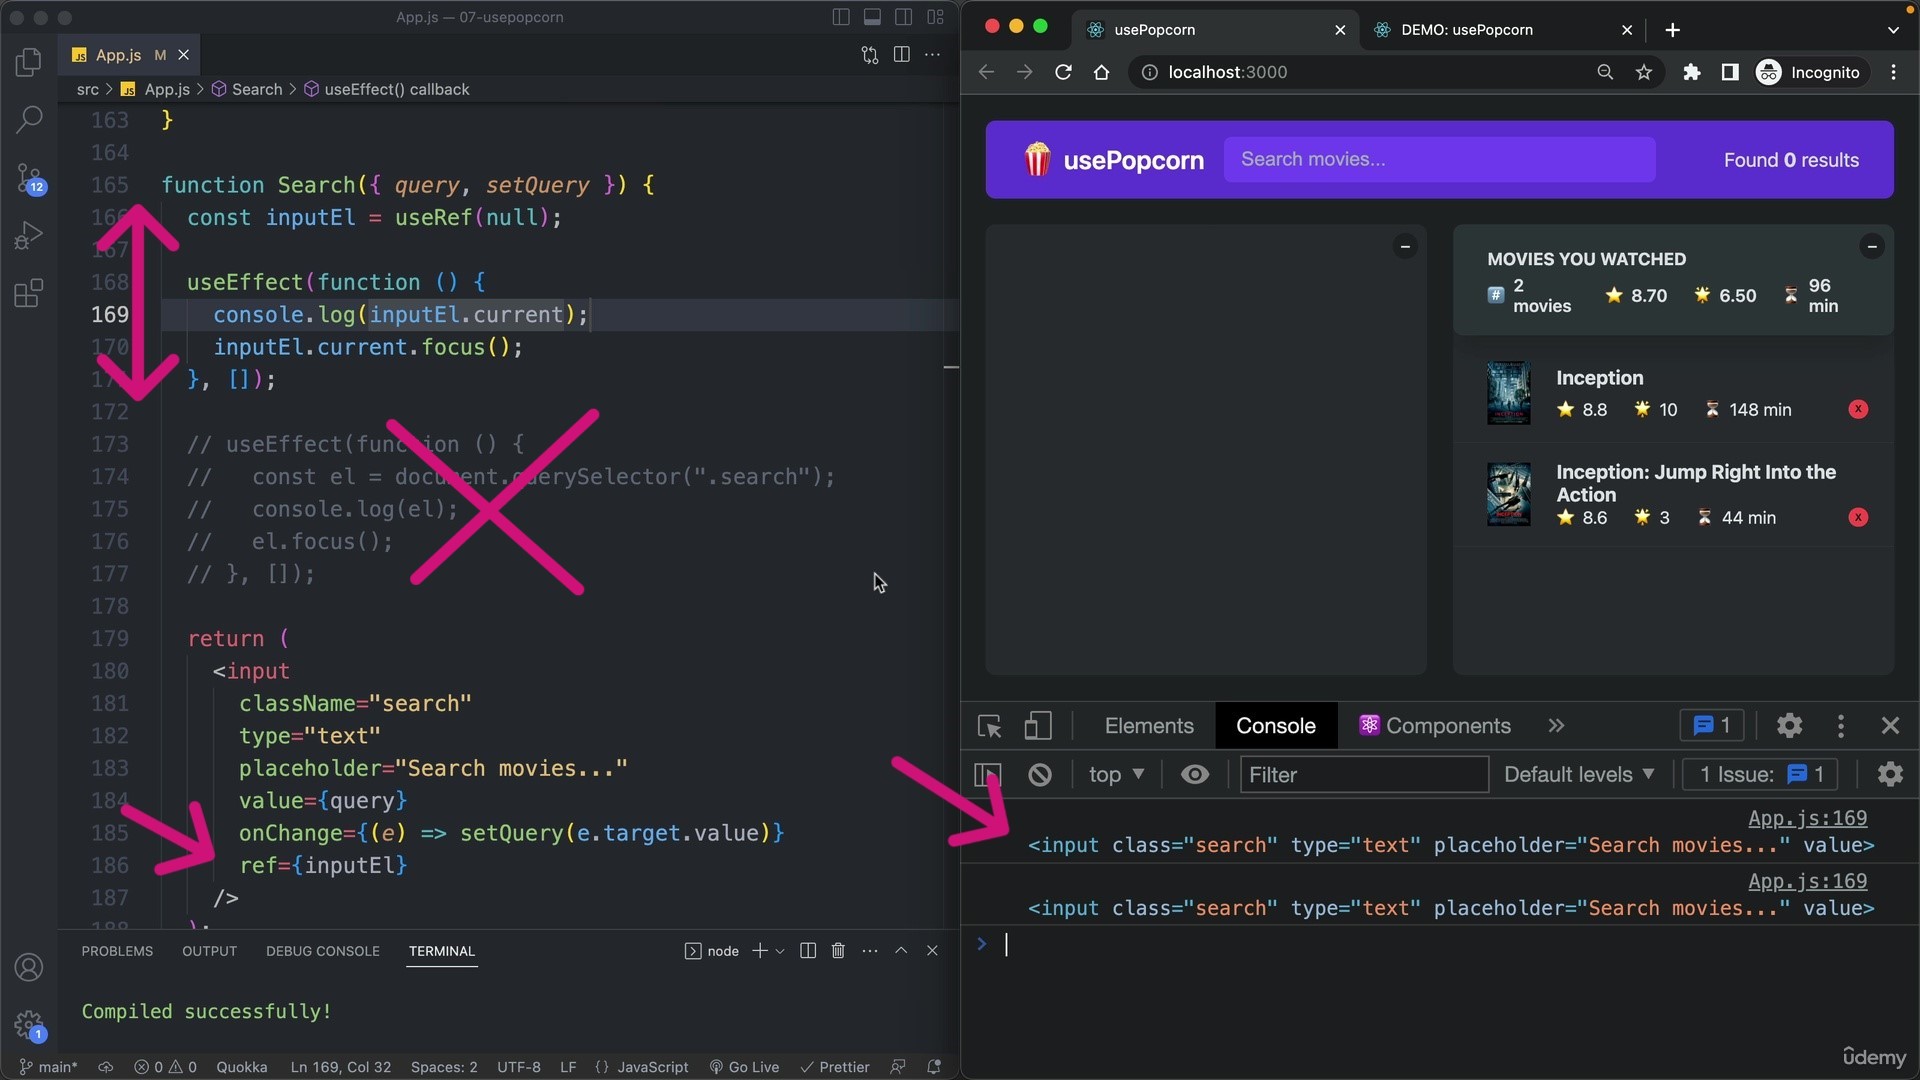 App.js — 07-usepopcorn
App.js M
src > App.js > Search > useEffect() callback
163 }
164
165 function Search({ query, setQuery }) {
166 const inputEl = useRef(null);
167
168 useEffect(function () {
169 console.log(inputEl.current);
170 inputEl.current.focus();
17 }, []);
172
173 // useEffect(function () {
174 // const el = document.querySelector(".search");
175 // console.log(el);
176 // el.focus();
177 // }, []);
178
179 return (
180 <input
181 className="search"
182 type="text"
183 placeholder="Search movies..."
184 value={query}
185 onChange={(e) => setQuery(e.target.value)}
186 ref={inputEl}
187 />
188 );
12
1
PROBLEMS OUTPUT DEBUG CONSOLE TERMINAL node
Compiled successfully!
main* 0 0 Quokka Ln 169, Col 32 Spaces: 2 UTF-8 LF {} JavaScript Go Live Prettier
usePopcorn
DEMO: usePopcorn
localhost:3000
Incognito
usePopcorn
Search movies...
Found 0 results
MOVIES YOU WATCHED
2 movies 8.70 6.50 96 min
Inception
8.8 10 148 min
Inception: Jump Right Into the
Action
8.6 3 44 min
Elements Console Components 1
top Filter Default levels 1 Issue: 1
App.js:169
<input class="search" type="text" placeholder="Search movies..." value>
App.js:169
<input class="search" type="text" placeholder="Search movies..." value>
>
ûdemy